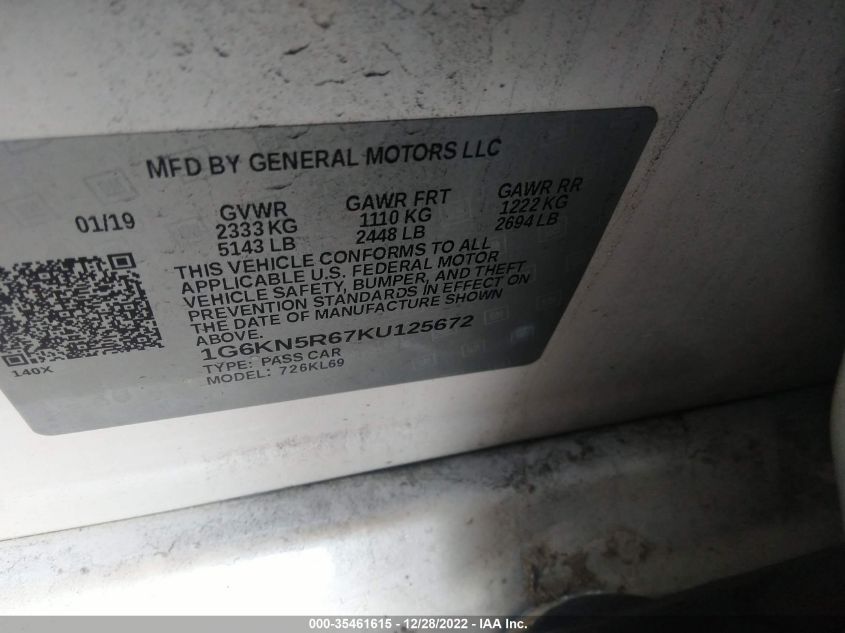 MFD BY GENERAL MOTORS LLC
01/19
GVWR
2333 KG
5143 LB
GAWR FRT
1110 KG
2448 LB
GAWR RR
1222 KG
2694 LB
THIS VEHICLE CONFORMS TO ALL
APPLICABLE U.S. FEDERAL MOTOR
VEHICLE SAFETY, BUMPER, AND THEFT
PREVENTION STANDARDS IN EFFECT ON
THE DATE OF MANUFACTURE SHOWN
ABOVE.
1G6KN5R67KU125672
TYPE: PASS CAR
MODEL: 726KL69
140X
000-35461615 - 12/28/2022 - IAA Inc.